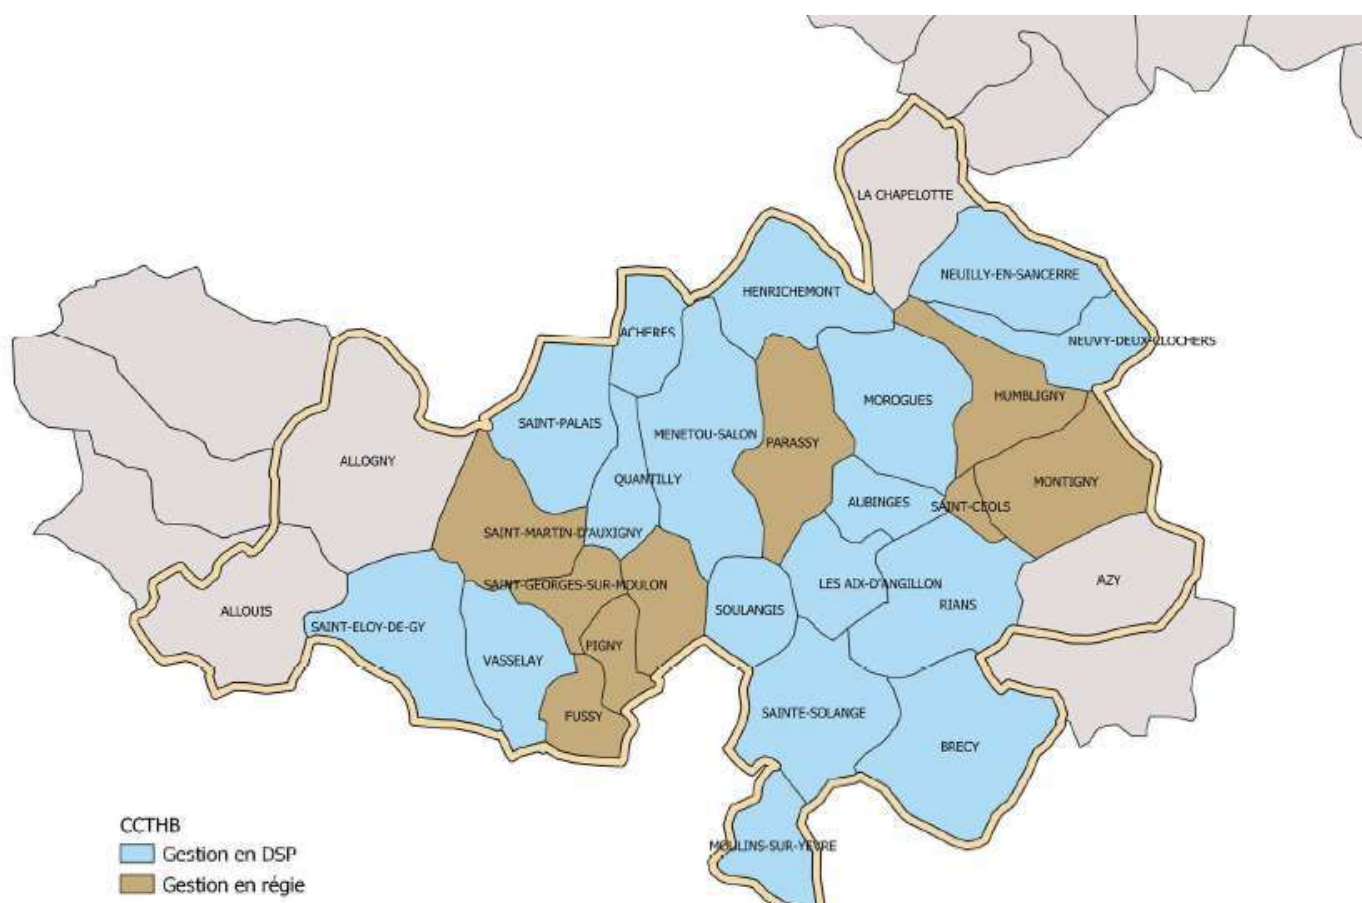 LA CHAPELOTTE
NEUILLY-EN-SANCERRE
HENRICHEMONT
ACHERES
NEUVY-DEUX-CLOCHERS
HUMBLIGNY
MOROGUES
SAINT-PALAIS
MENETOU-SALON
PARASSY
ALLOGNY
QUANTILLY
MONTIGNY
AUBINGES
SAINT-CEOLS
SAINT-MARTIN-D'AUXIGNY
SAINT-GEORGES-SUR-MOULON
LES AIX-D'ANGILLON
AZY
RIANS
SOULANGIS
ALLOUIS
SAINT-ELOY-DE-GY
PIGNY
VASSELAY
FUSSY
SAINTE-SOLANGE
BRECY
MOULINS-SUR-YEVRE
CCTHB
Gestion en DSP
Gestion en régie